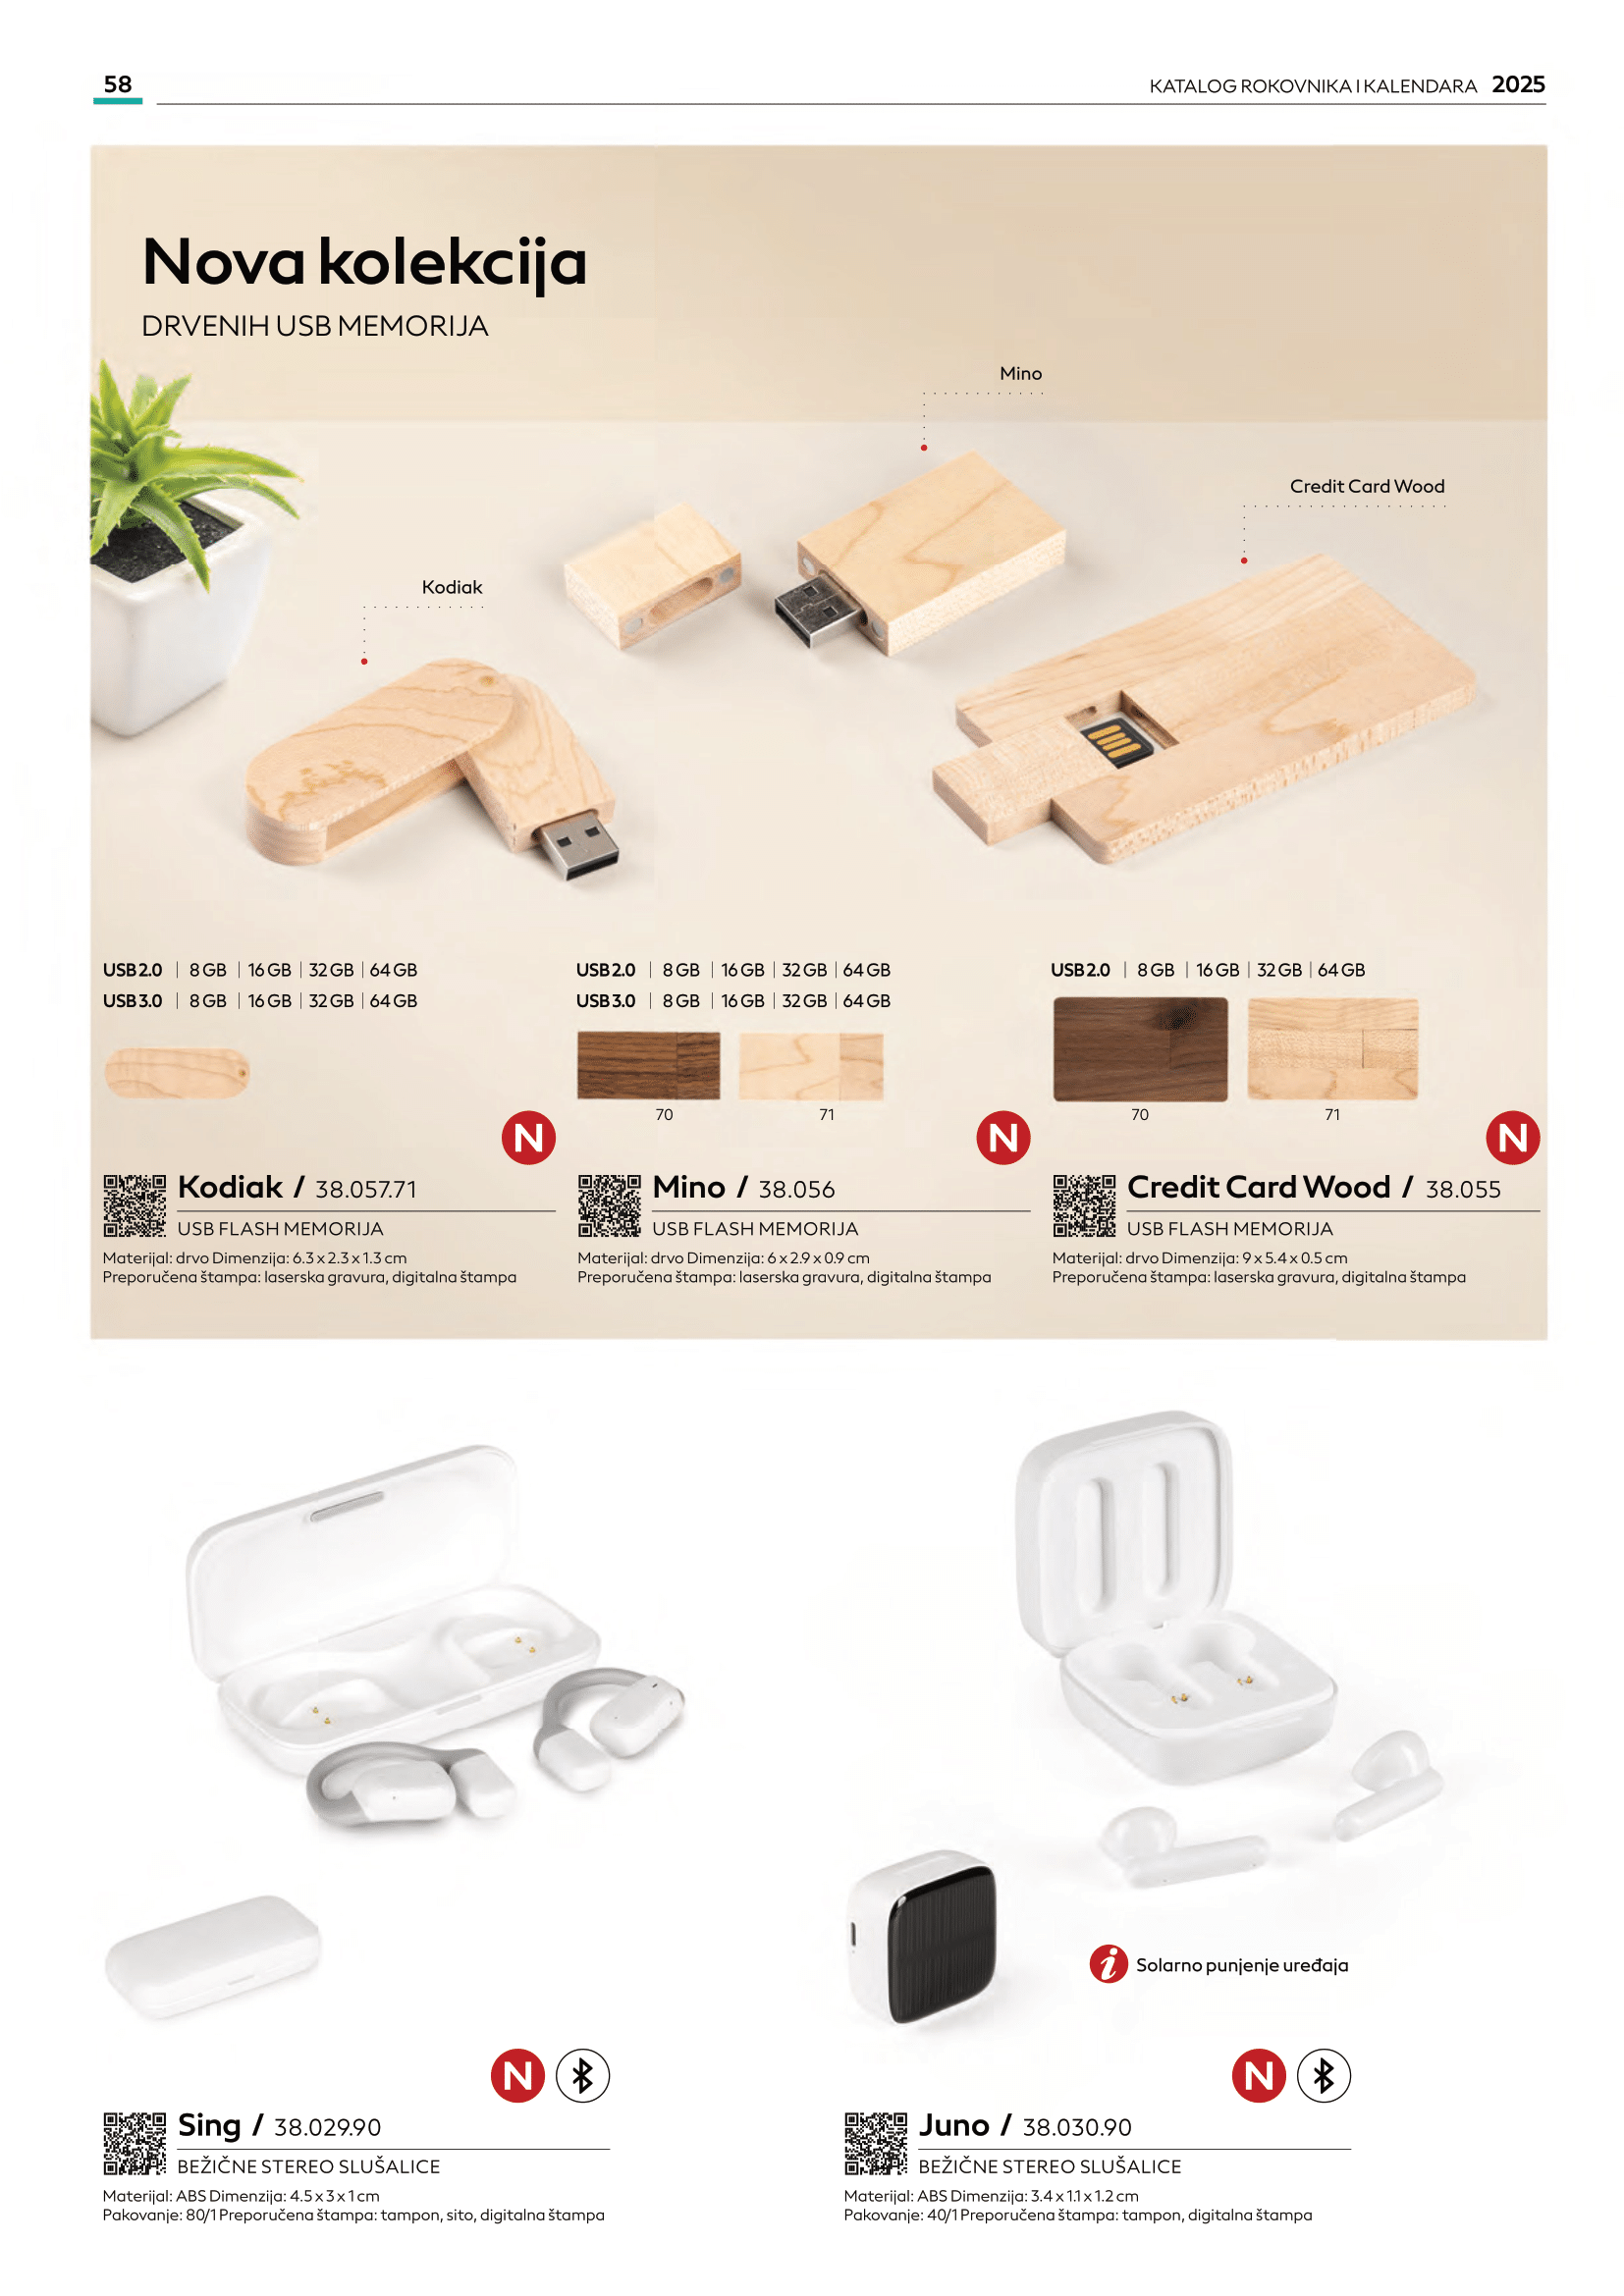 58
KATALOG ROKOVNIKA I KALENDARA 2025
Nova kolekcija
DRVENIH USB MEMORIJA
Mino
Credit Card Wood
Kodiak
USB 2.0 | 8 GB | 16 GB | 32 GB | 64 GB
USB 3.0 | 8 GB | 16 GB | 32 GB | 64 GB
N
Kodiak / 38.057.71
USB FLASH MEMORIJA
Materijal: drvo Dimenzija: 6.3 x 2.3 x 1.3 cm
Preporučena štampa: laserska gravura, digitalna štampa
USB 2.0 | 8 GB | 16 GB | 32 GB | 64 GB
USB 3.0 | 8 GB | 16 GB | 32 GB | 64 GB
70 71
N
Mino / 38.056
USB FLASH MEMORIJA
Materijal: drvo Dimenzija: 6 x 2.9 x 0.9 cm
Preporučena štampa: laserska gravura, digitalna štampa
USB 2.0 | 8 GB | 16 GB | 32 GB | 64 GB
70 71
N
Credit Card Wood / 38.055
USB FLASH MEMORIJA
Materijal: drvo Dimenzija: 9 x 5.4 x 0.5 cm
Preporučena štampa: laserska gravura, digitalna štampa
N
Sing / 38.029.90
BEŽIČNE STEREO SLUŠALICE
Materijal: ABS Dimenzija: 4.5 x 3 x 1 cm
Pakovanje: 80/1 Preporučena štampa: tampon, sito, digitalna štampa
i Solarno punjenje uređaja
N
Juno / 38.030.90
BEŽIČNE STEREO SLUŠALICE
Materijal: ABS Dimenzija: 3.4 x 1.1 x 1.2 cm
Pakovanje: 40/1 Preporučena štampa: tampon, digitalna štampa